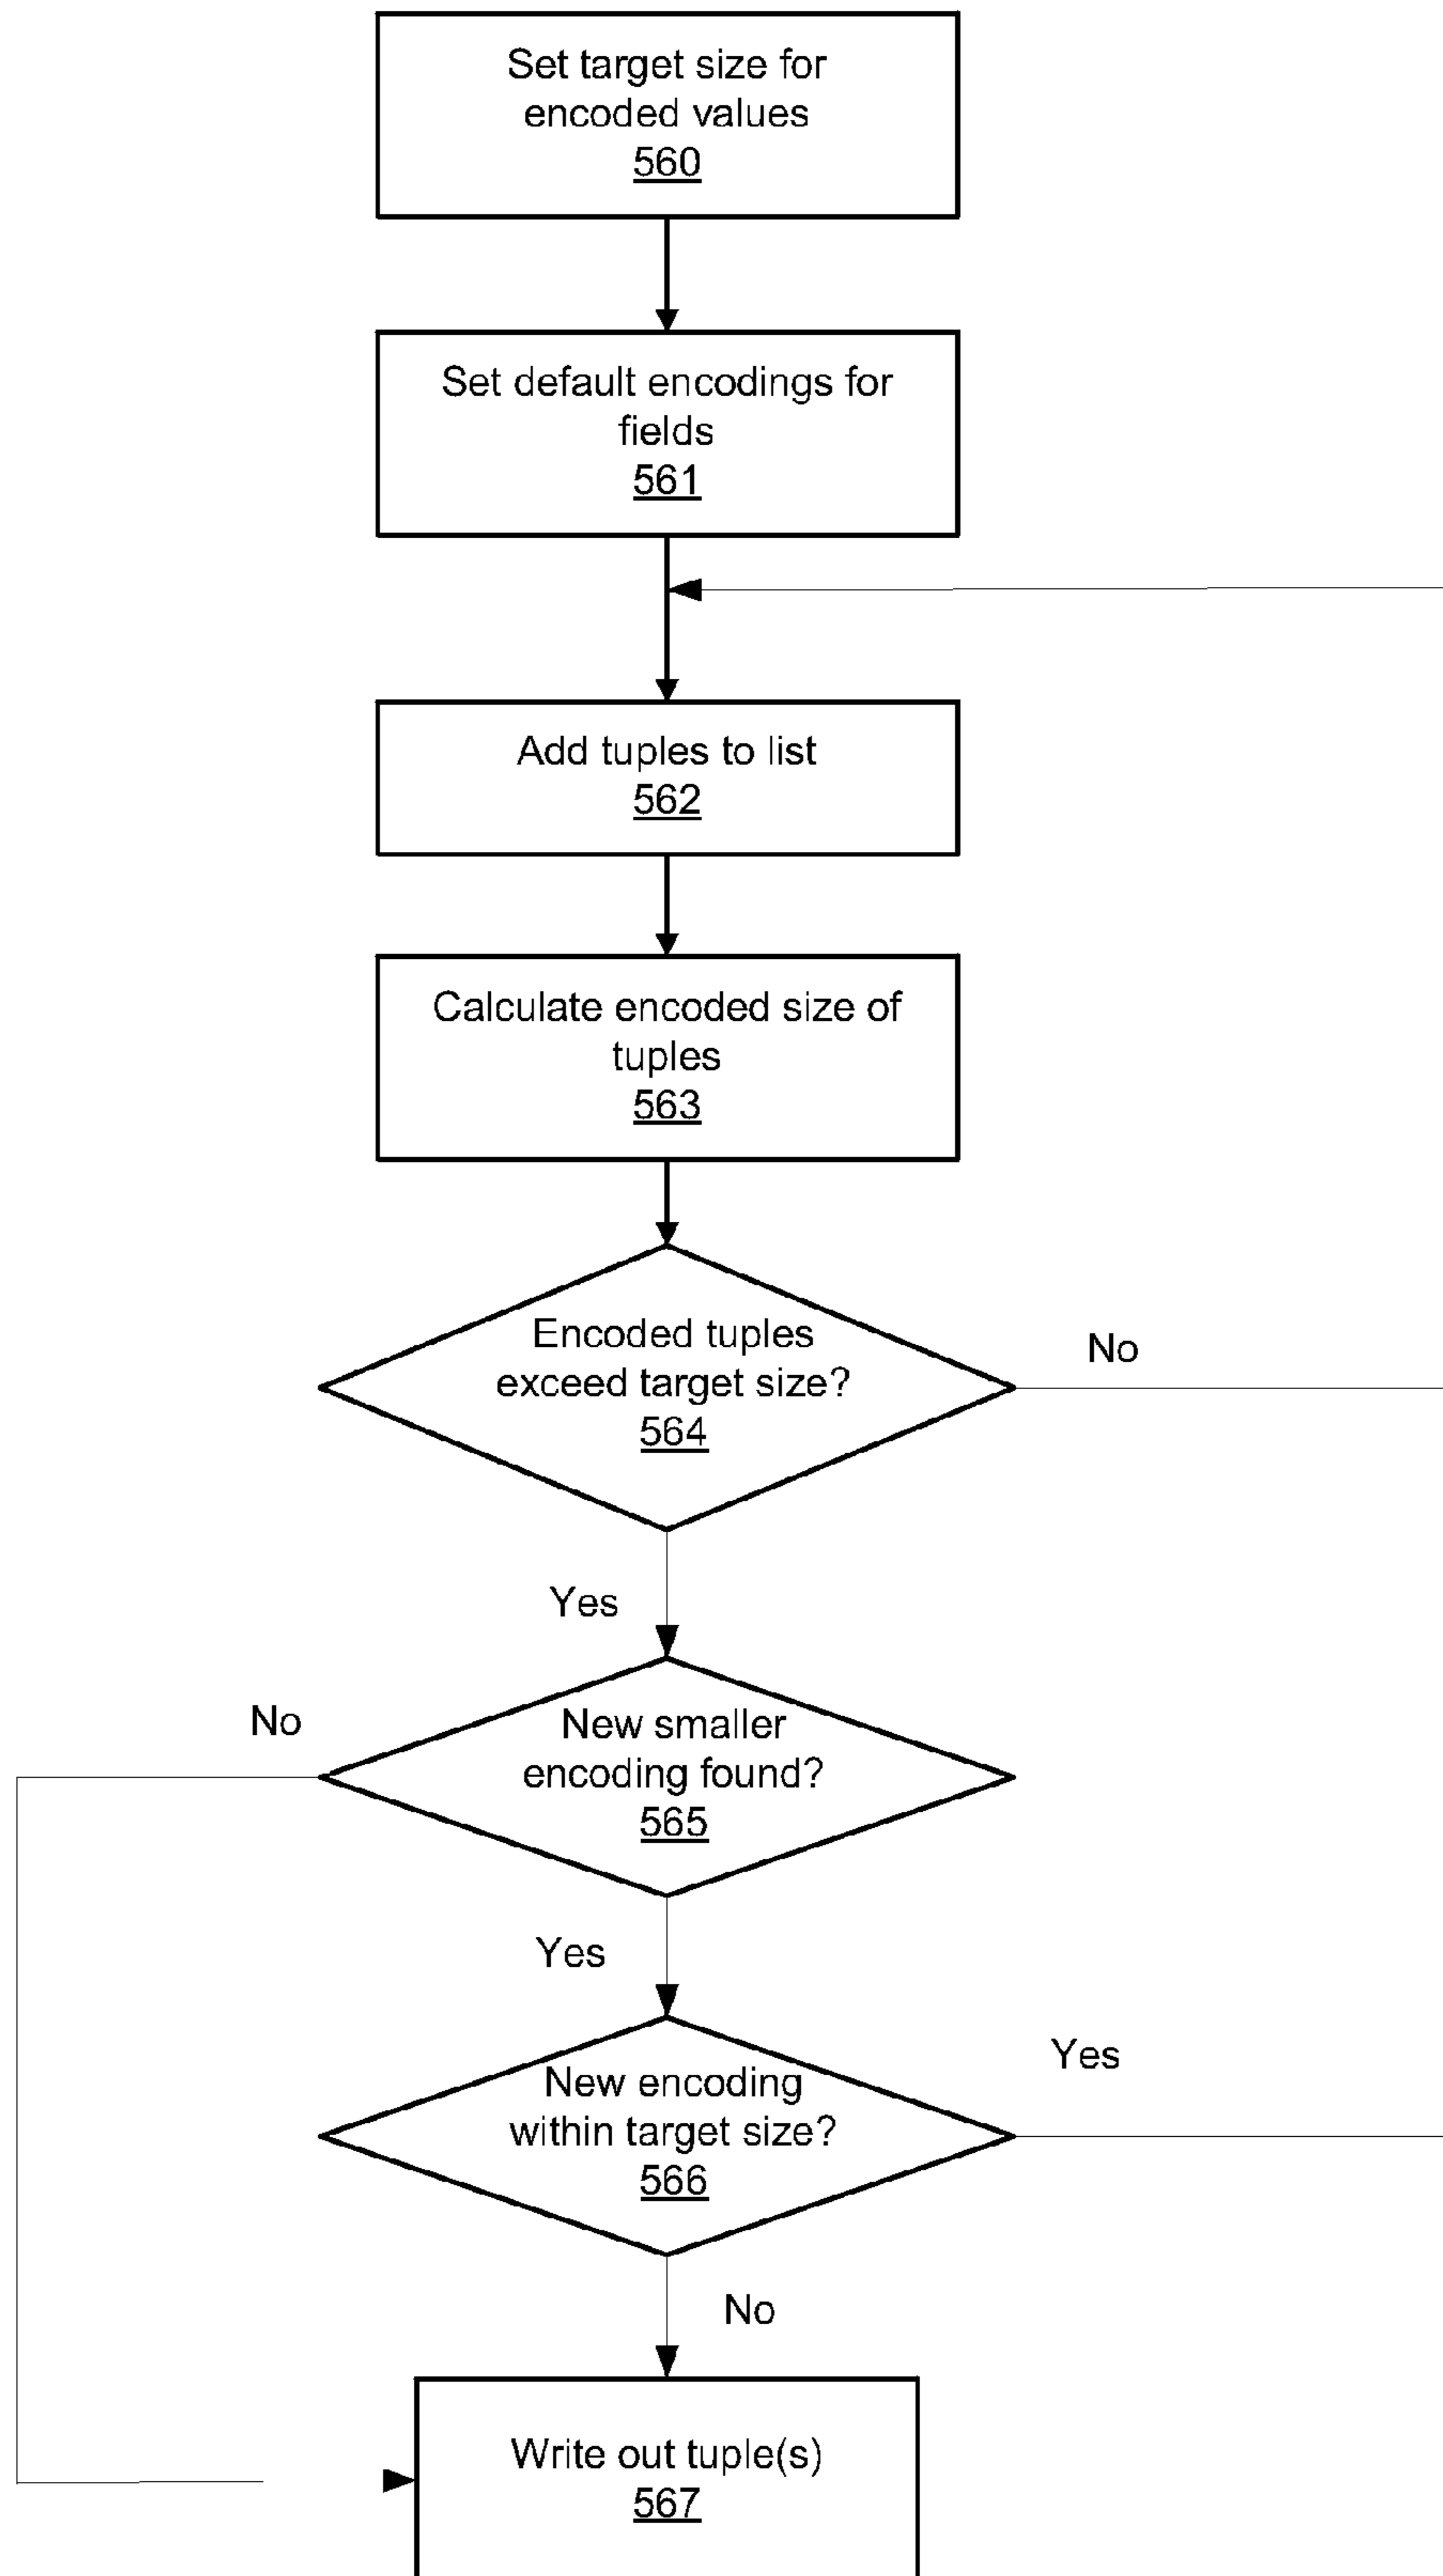 Set target size for
encoded values
560
Set default encodings for
fields
561
Add tuples to list
562
Calculate encoded size of
tuples
563
Encoded tuples
exceed target size?
564
No
Yes
No
New smaller
encoding found?
565
Yes
New encoding
within target size?
566
Yes
No
Write out tuple(s)
567